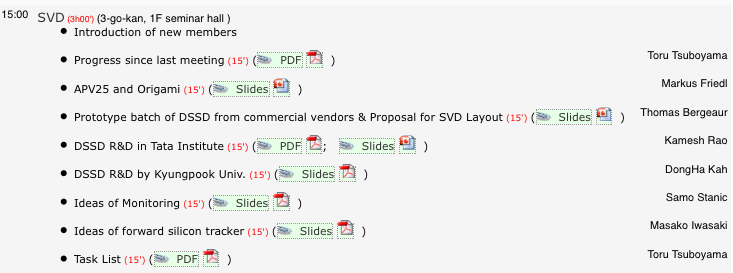 15:00 SVD (3h00') (3-go-kan, 1F seminar hall )
Introduction of new members
Progress since last meeting (15') ( PDF ) Toru Tsuboyama
APV25 and Origami (15') ( Slides ) Markus Friedl
Prototype batch of DSSD from commercial vendors & Proposal for SVD Layout (15') ( Slides ) Thomas Bergeaur
DSSD R&D in Tata Institute (15') ( PDF ; Slides ) Kamesh Rao
DSSD R&D by Kyungpook Univ. (15') ( Slides ) DongHa Kah
Ideas of Monitoring (15') ( Slides ) Samo Stanic
Ideas of forward silicon tracker (15') ( Slides ) Masako Iwasaki
Task List (15') ( PDF ) Toru Tsuboyama